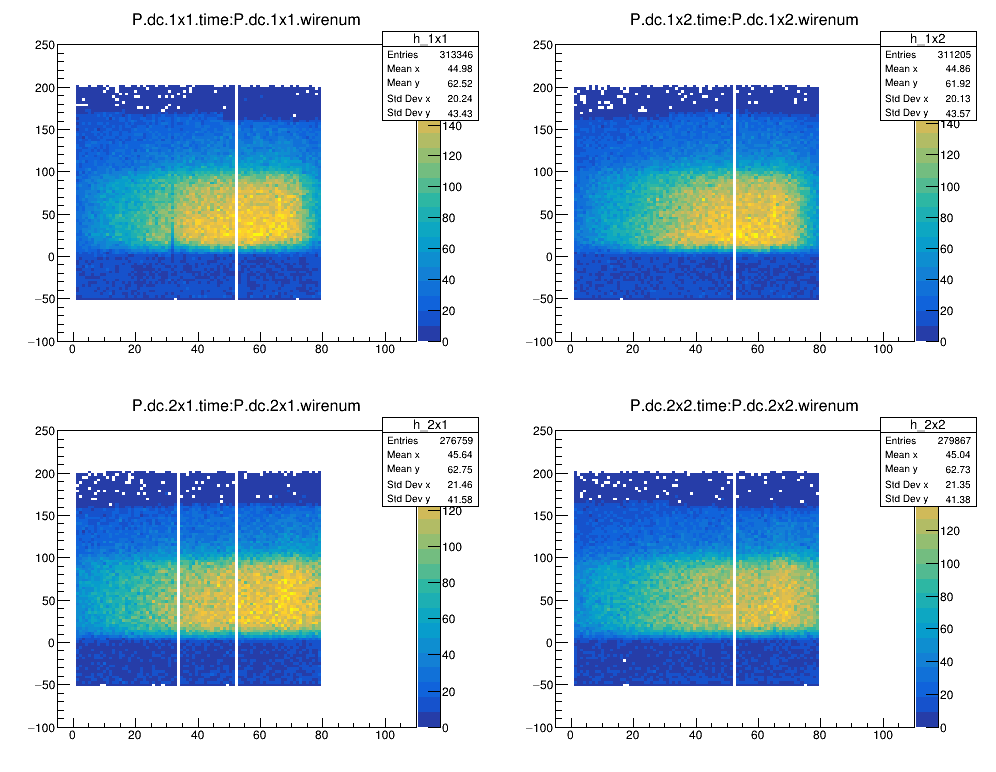 P.dc.1x1.time:P.dc.1x1.wirenum
h_1x1
Entries 313346
Mean x 44.98
Mean y 62.52
Std Dev x 20.24
Std Dev y 43.43
250
200
150
100
50
0
−50
−100
0 20 40 60 80 100
140
120
100
80
60
40
20
0
P.dc.1x2.time:P.dc.1x2.wirenum
h_1x2
Entries 311205
Mean x 44.86
Mean y 61.92
Std Dev x 20.13
Std Dev y 43.57
250
200
150
100
50
0
−50
−100
0 20 40 60 80 100
140
120
100
80
60
40
20
0
P.dc.2x1.time:P.dc.2x1.wirenum
h_2x1
Entries 276759
Mean x 45.64
Mean y 62.75
Std Dev x 21.46
Std Dev y 41.58
250
200
150
100
50
0
−50
−100
0 20 40 60 80 100
120
100
80
60
40
20
0
P.dc.2x2.time:P.dc.2x2.wirenum
h_2x2
Entries 279867
Mean x 45.04
Mean y 62.73
Std Dev x 21.35
Std Dev y 41.38
250
200
150
100
50
0
−50
−100
0 20 40 60 80 100
120
100
80
60
40
20
0